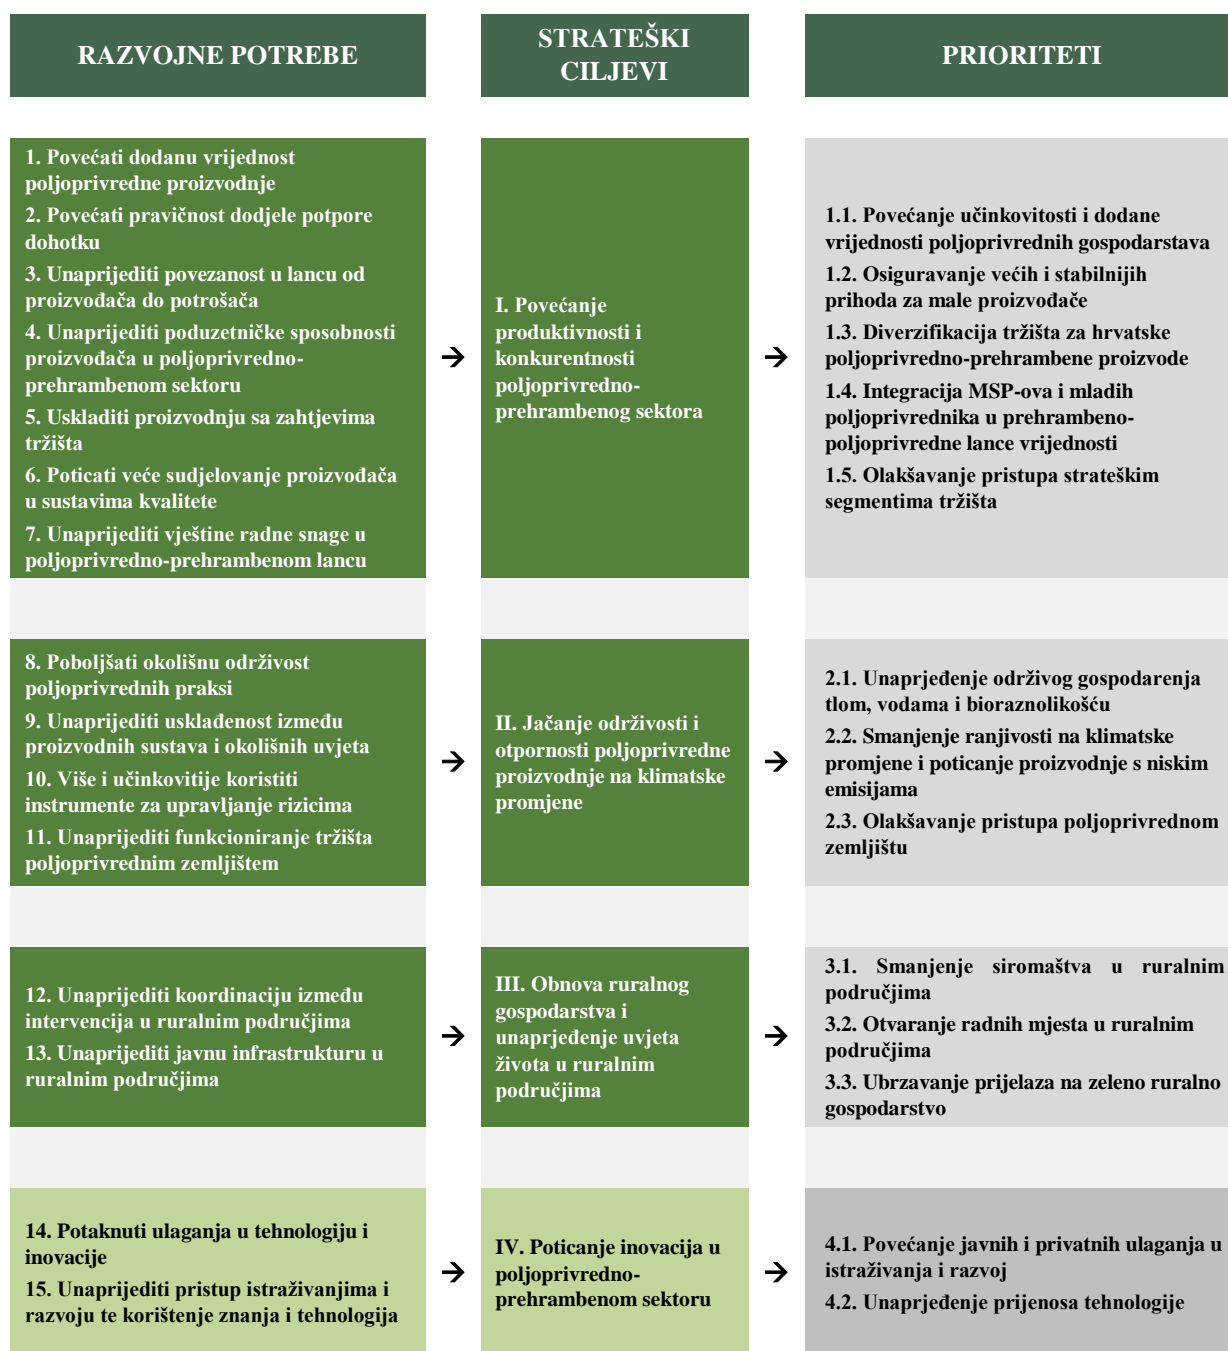 RAZVOJNE POTREBE
STRATEŠKI
CILJEVI
PRIORITETI
1. Povećati dodanu vrijednost
poljoprivredne proizvodnje
2. Povećati pravičnost dodjele potpore
dohotku
3. Unaprijediti povezanost u lancu od
proizvođača do potrošača
4. Unaprijediti poduzetničke sposobnosti
proizvođača u poljoprivredno-
prehrambenom sektoru
5. Uskladiti proizvodnju sa zahtjevima
tržišta
6. Poticati veće sudjelovanje proizvođača
u sustavima kvalitete
7. Unaprijediti vještine radne snage u
poljoprivredno-prehrambenom lancu
→
I. Povećanje
produktivnosti i
konkurentnosti
poljoprivredno-
prehrambenog sektora
→
1.1. Povećanje učinkovitosti i dodane
vrijednosti poljoprivrednih gospodarstava
1.2. Osiguravanje većih i stabilnijih
prihoda za male proizvođače
1.3. Diverzifikacija tržišta za hrvatske
poljoprivredno-prehrambene proizvode
1.4. Integracija MSP-ova i mladih
poljoprivrednika u prehrambeno-
poljoprivredne lance vrijednosti
1.5. Olakšavanje pristupa strateškim
segmentima tržišta
8. Poboljšati okolišnu održivost
poljoprivrednih praksi
9. Unaprijediti usklađenost između
proizvodnih sustava i okolišnih uvjeta
10. Više i učinkovitije koristiti
instrumente za upravljanje rizicima
11. Unaprijediti funkcioniranje tržišta
poljoprivrednim zemljištem
→
II. Jačanje održivosti i
otpornosti poljoprivredne
proizvodnje na klimatske
promjene
→
2.1. Unaprjeđenje održivog gospodarenja
tlom, vodama i bioraznolikošću
2.2. Smanjenje ranjivosti na klimatske
promjene i poticanje proizvodnje s niskim
emisijama
2.3. Olakšavanje pristupa poljoprivrednom
zemljištu
12. Unaprijediti koordinaciju između
intervencija u ruralnim područjima
13. Unaprijediti javnu infrastrukturu u
ruralnim područjima
→
III. Obnova ruralnog
gospodarstva i
unaprjeđenje uvjeta
života u ruralnim
područjima
→
3.1. Smanjenje siromaštva u ruralnim
područjima
3.2. Otvaranje radnih mjesta u ruralnim
područjima
3.3. Ubrzavanje prijelaza na zeleno ruralno
gospodarstvo
14. Potaknuti ulaganja u tehnologiju i
inovacije
15. Unaprijediti pristup istraživanjima i
razvoju te korištenje znanja i tehnologija
→
IV. Poticanje inovacija u
poljoprivredno-
prehrambenom sektoru
→
4.1. Povećanje javnih i privatnih ulaganja u
istraživanja i razvoj
4.2. Unaprjeđenje prijenosa tehnologije